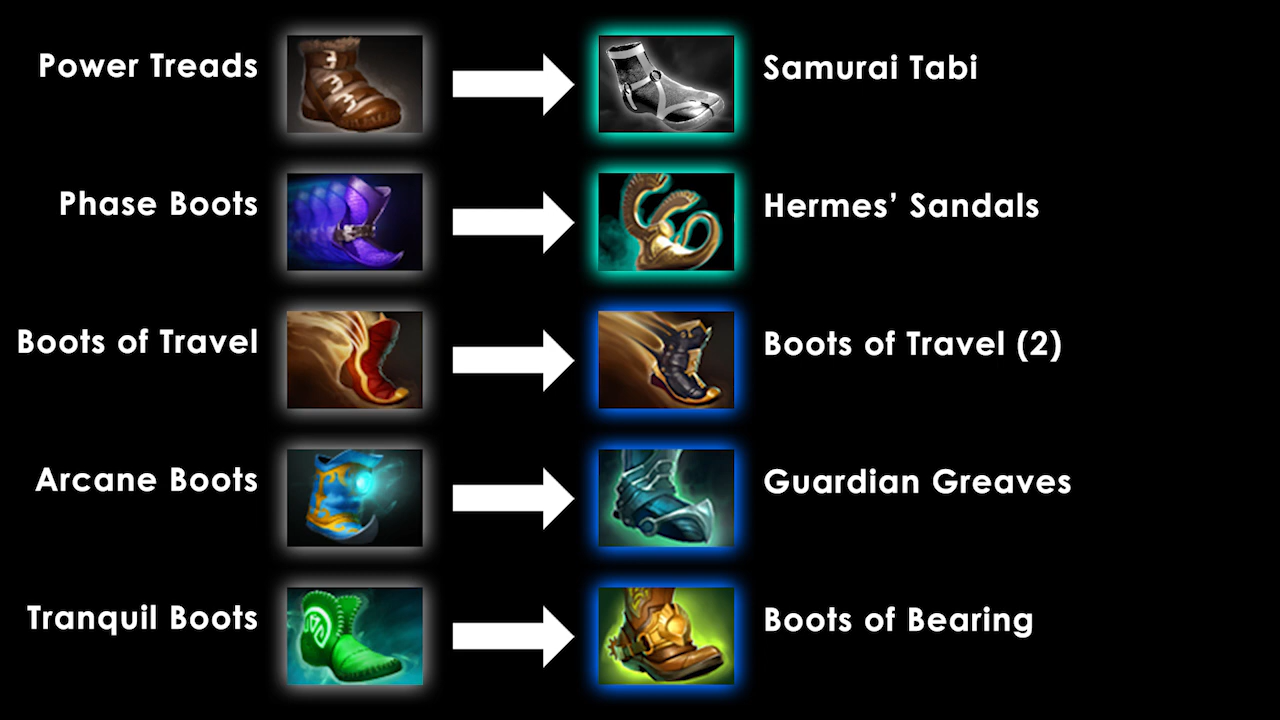 Power Treads
Samurai Tabi
Phase Boots
Hermes’ Sandals
Boots of Travel
Boots of Travel (2)
Arcane Boots
Guardian Greaves
Tranquil Boots
Boots of Bearing